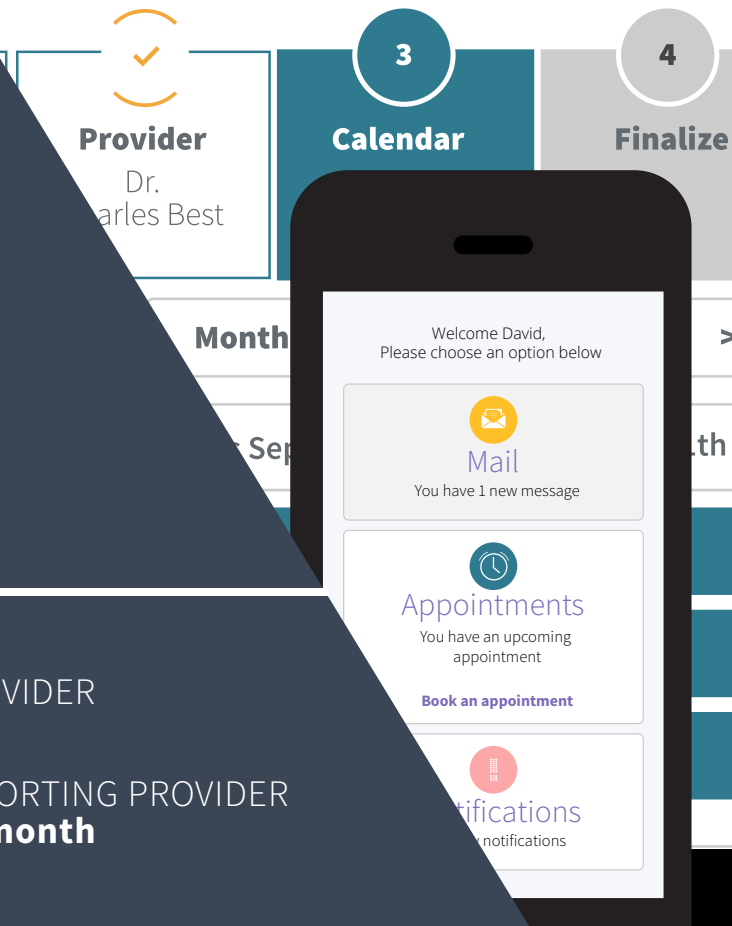 3
4
Provider
Calendar
Finalize
Dr.
arles Best
Month
>
Sep
th
Welcome David,
Please choose an option below
Mail
You have 1 new message
Appointments
You have an upcoming
appointment
Book an appointment
tifications
notifications
VIDER
ORTING PROVIDER
month